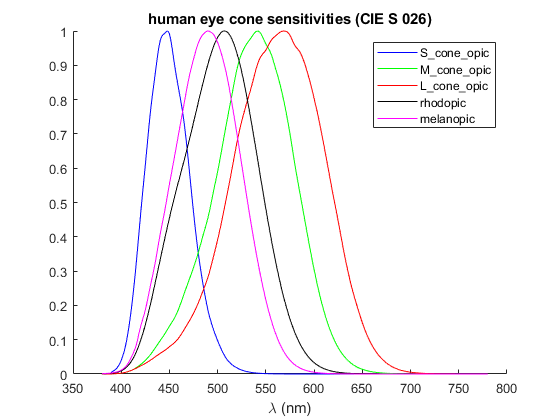 human eye cone sensitivities (CIE S 026)
1
0.9
0.8
0.7
0.6
0.5
0.4
0.3
0.2
0.1
0
S_cone_opic
M_cone_opic
L_cone_opic
rhodopic
melanopic
350 400 450 500 550 600 650 700 750 800
λ (nm)